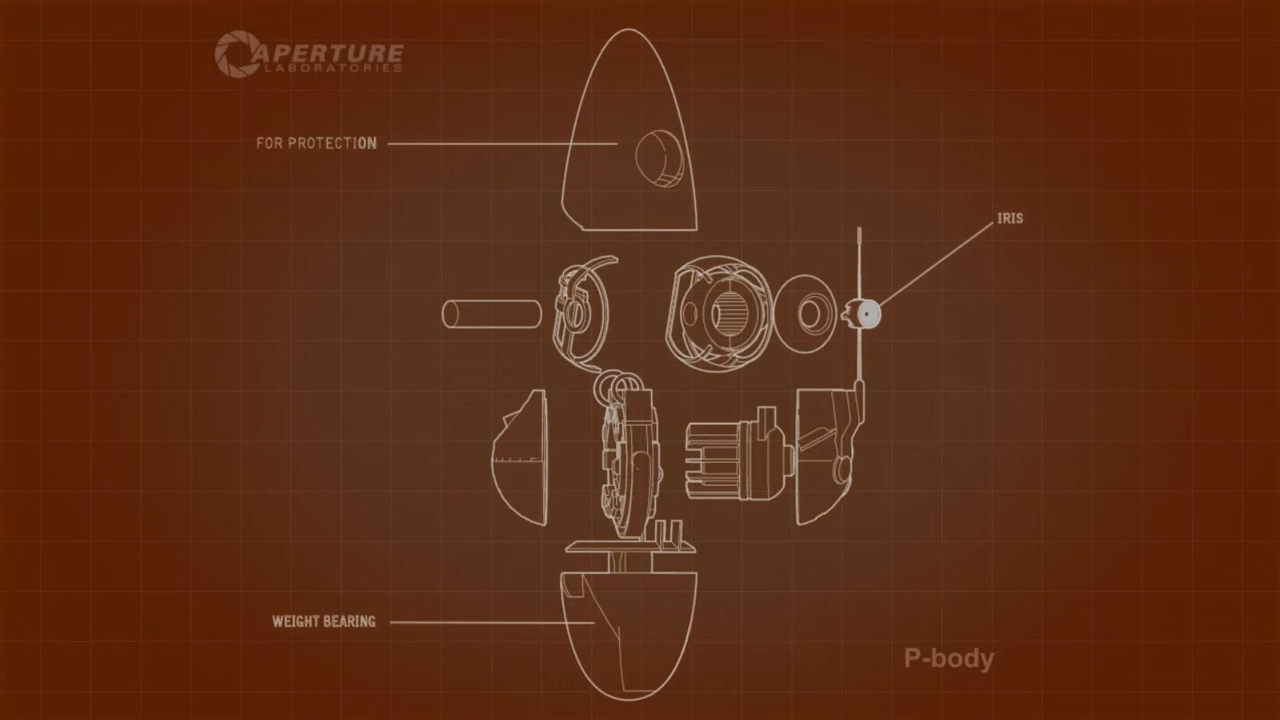 APERTURE
LABORATORIES
FOR PROTECTION
IRIS
WEIGHT BEARING
P-body